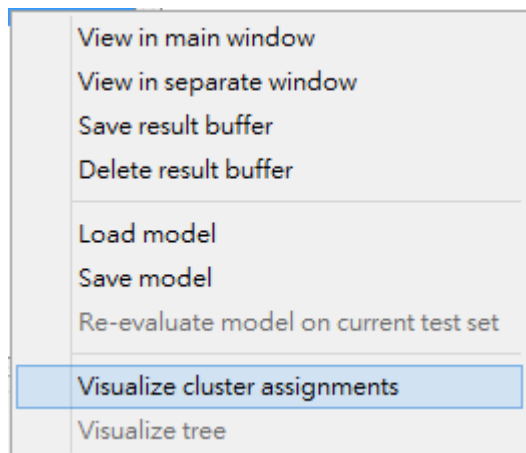 View in main window
View in separate window
Save result buffer
Delete result buffer
Load model
Save model
Re-evaluate model on current test set
Visualize cluster assignments
Visualize tree